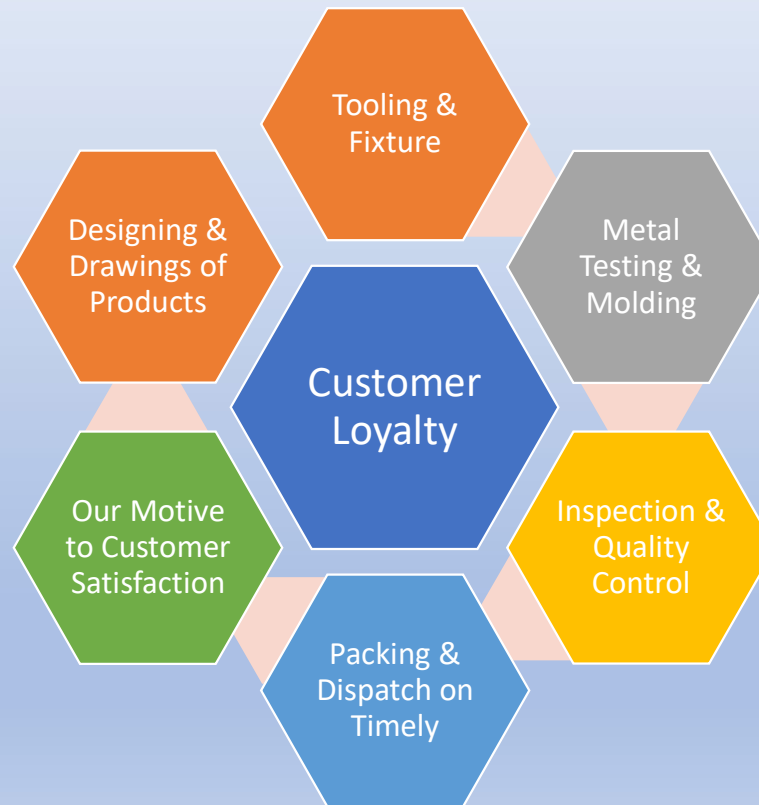 Tooling &
Fixture
Designing &
Drawings of
Products
Metal
Testing &
Molding
Customer
Loyalty
Our Motive
to Customer
Satisfaction
Inspection &
Quality
Control
Packing &
Dispatch on
Timely